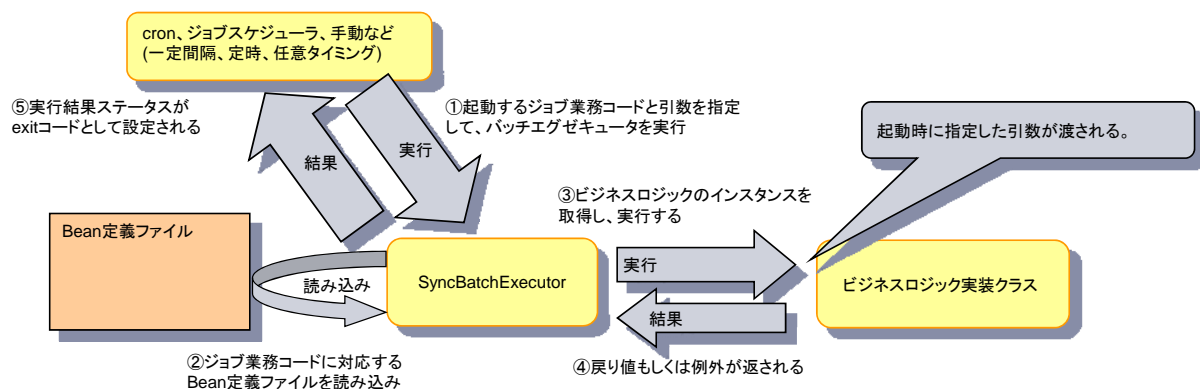 cron、ジョブスケジューラ、手動など
(一定間隔、定時、任意タイミング)
⑤実行結果ステータスが
exitコードとして設定される
①起動するジョブ業務コードと引数を指定
して、バッチエグゼキュータを実行
起動時に指定した引数が渡される。
結果
実行
③ビジネスロジックのインスタンスを
取得し、実行する
Bean定義ファイル
読み込み
SyncBatchExecutor
実行
結果
ビジネスロジック実装クラス
②ジョブ業務コードに対応する
Bean定義ファイルを読み込み
④戻り値もしくは例外が返される